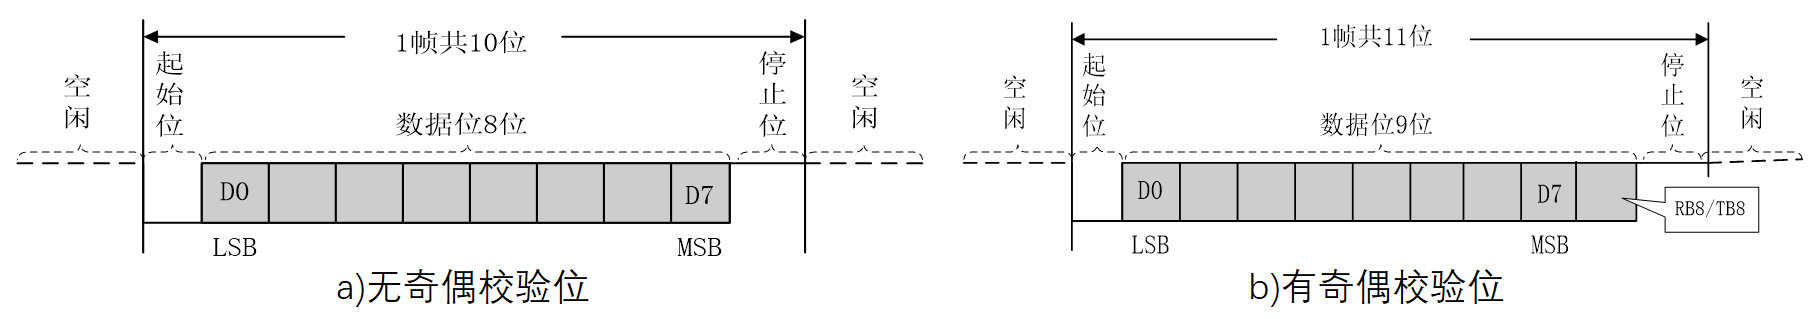 1帧共10位
空闲
起始位
数据位8位
停止位
空闲
D0
D7
LSB
MSB
a)无奇偶校验位
1帧共11位
空闲
起始位
数据位9位
停止位
空闲
D0
D7
RB8/TB8
LSB
MSB
b)有奇偶校验位